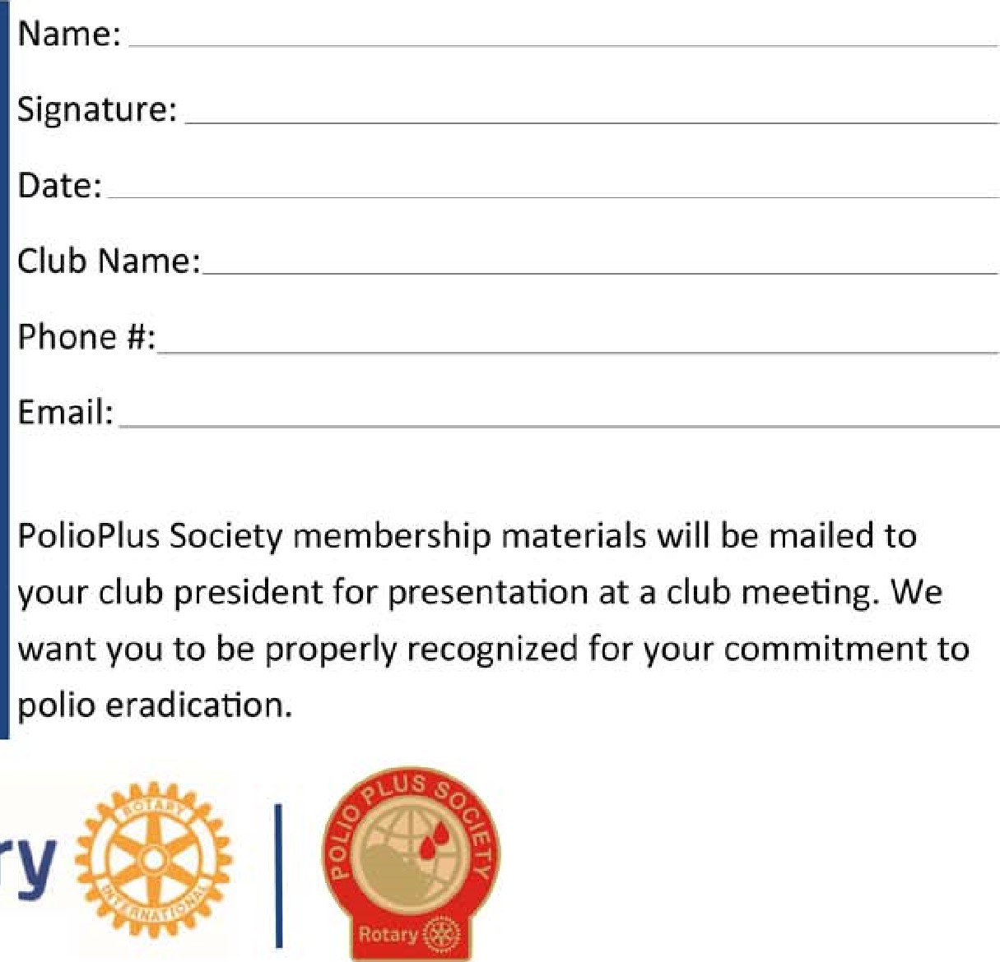 Name:
Signature:
Date:
Club Name:
Phone #:
Email:
PolioPlus Society membership materials will be mailed to
your club president for presentation at a club meeting. We
want you to be properly recognized for your commitment to
polio eradication.
ry
ROTARY
INTERNATIONAL
POLIO PLUS SOCIETY
Rotary